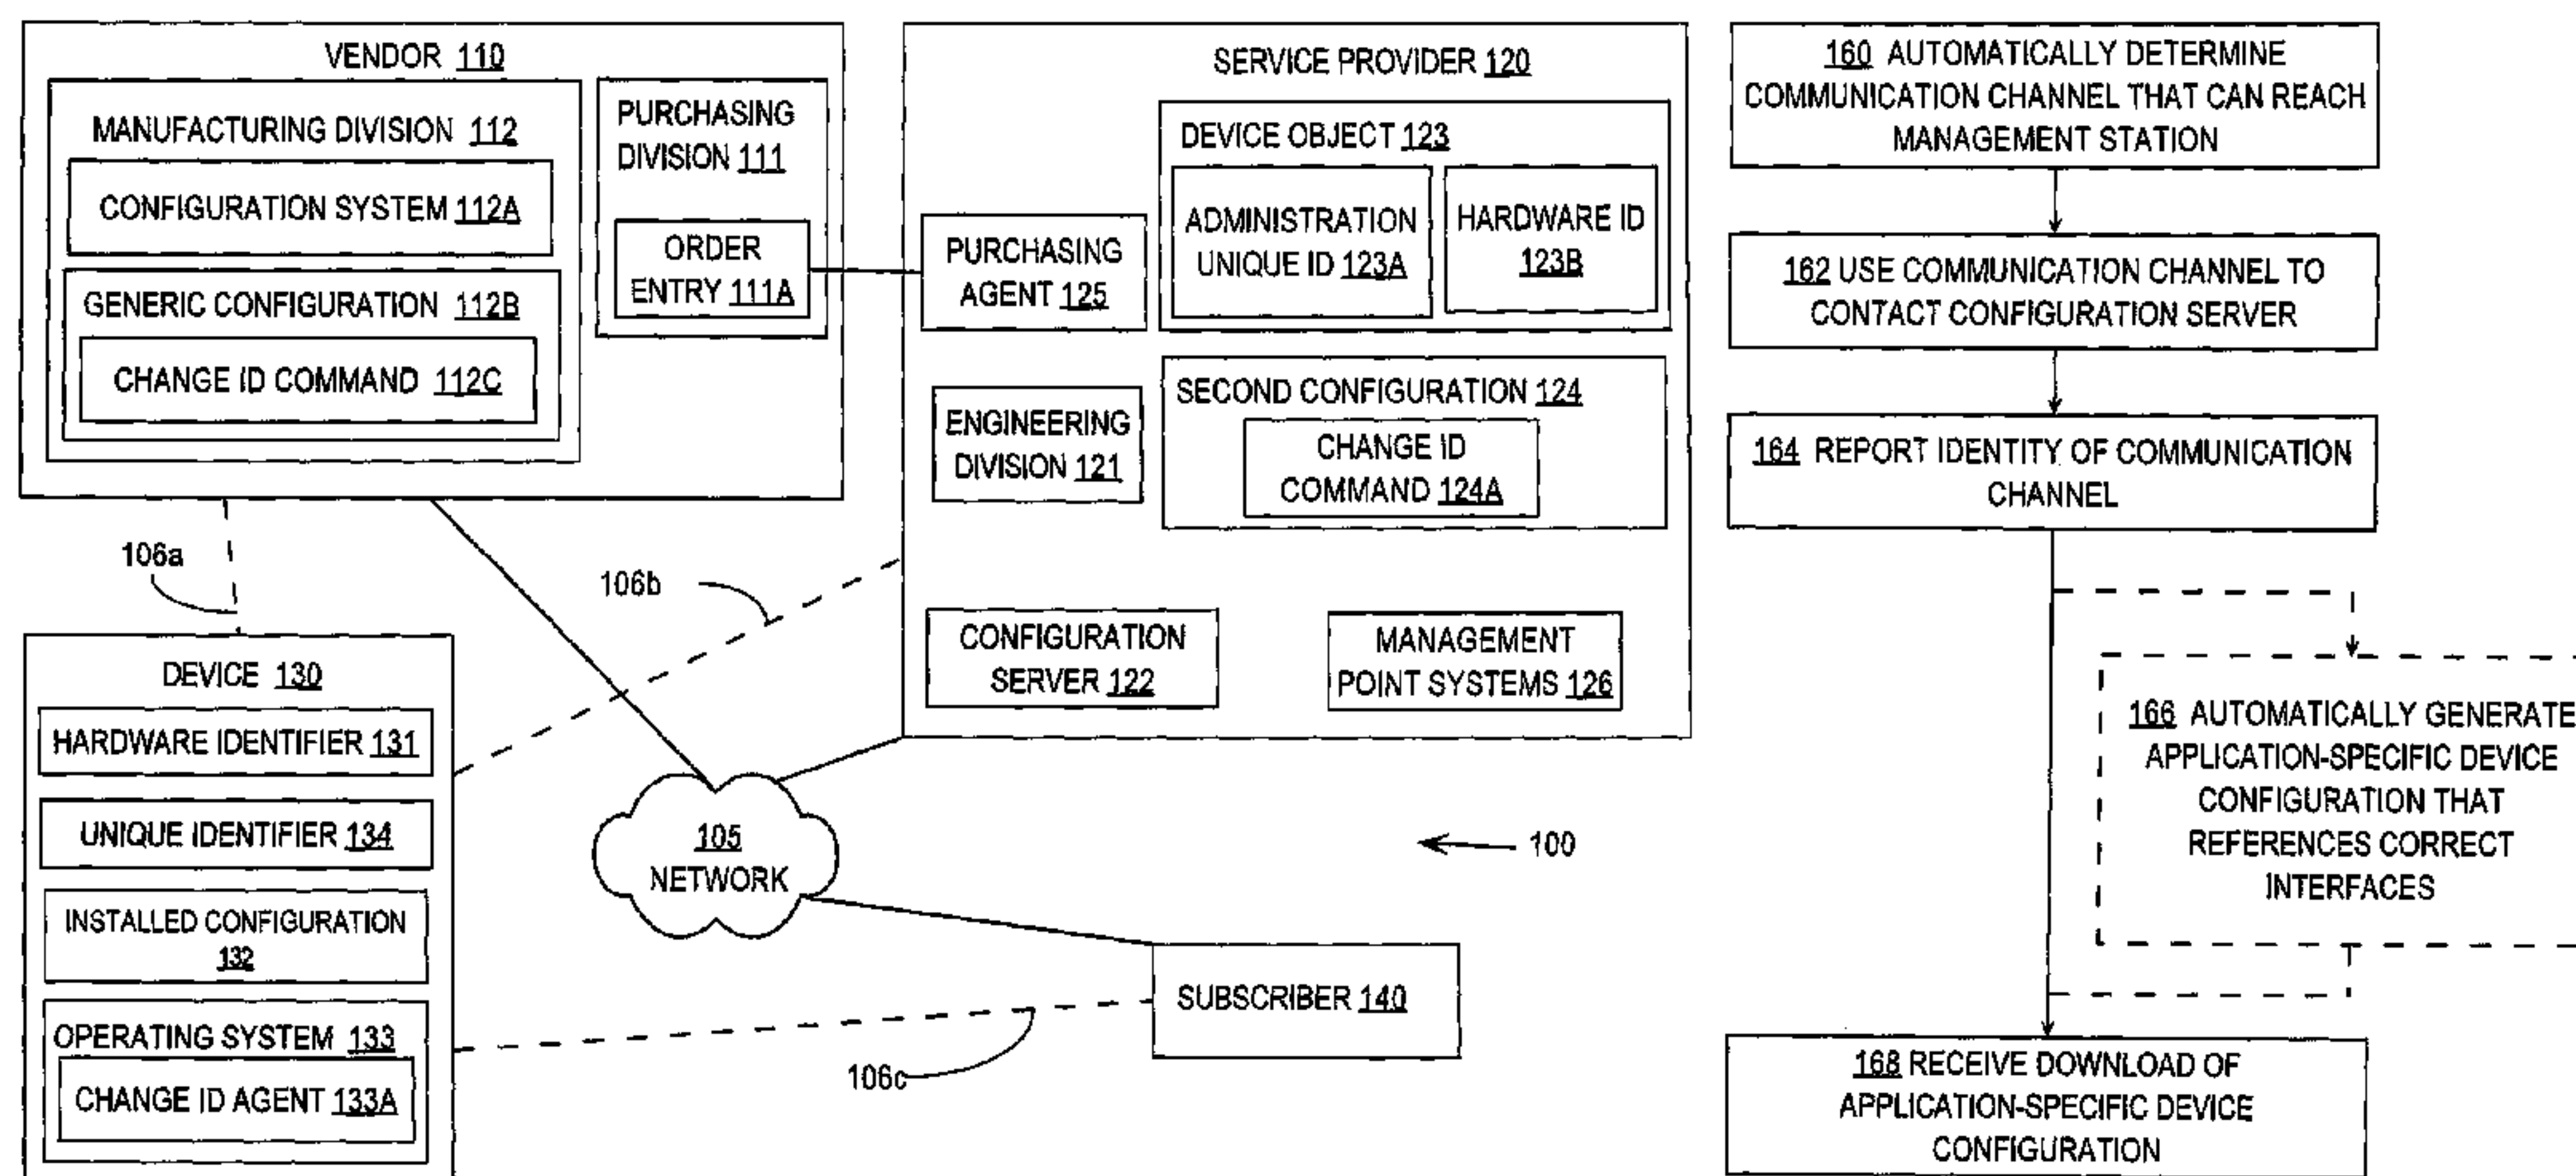 VENDOR 110
MANUFACTURING DIVISION 112
CONFIGURATION SYSTEM 112A
GENERIC CONFIGURATION 112B
CHANGE ID COMMAND 112C
PURCHASING
DIVISION 111
ORDER
ENTRY 111A
SERVICE PROVIDER 120
PURCHASING
AGENT 125
DEVICE OBJECT 123
ADMINISTRATION
UNIQUE ID 123A
HARDWARE ID
123B
ENGINEERING
DIVISION 121
SECOND CONFIGURATION 124
CHANGE ID
COMMAND 124A
CONFIGURATION
SERVER 122
MANAGEMENT
POINT SYSTEMS 126
106a
106b
DEVICE 130
HARDWARE IDENTIFIER 131
UNIQUE IDENTIFIER 134
INSTALLED CONFIGURATION
132
OPERATING SYSTEM 133
CHANGE ID AGENT 133A
105
NETWORK
100
SUBSCRIBER 140
106c
160 AUTOMATICALLY DETERMINE
COMMUNICATION CHANNEL THAT CAN REACH
MANAGEMENT STATION
162 USE COMMUNICATION CHANNEL TO
CONTACT CONFIGURATION SERVER
164 REPORT IDENTITY OF COMMUNICATION
CHANNEL
166 AUTOMATICALLY GENERATE
APPLICATION-SPECIFIC DEVICE
CONFIGURATION THAT
REFERENCES CORRECT
INTERFACES
168 RECEIVE DOWNLOAD OF
APPLICATION-SPECIFIC DEVICE
CONFIGURATION